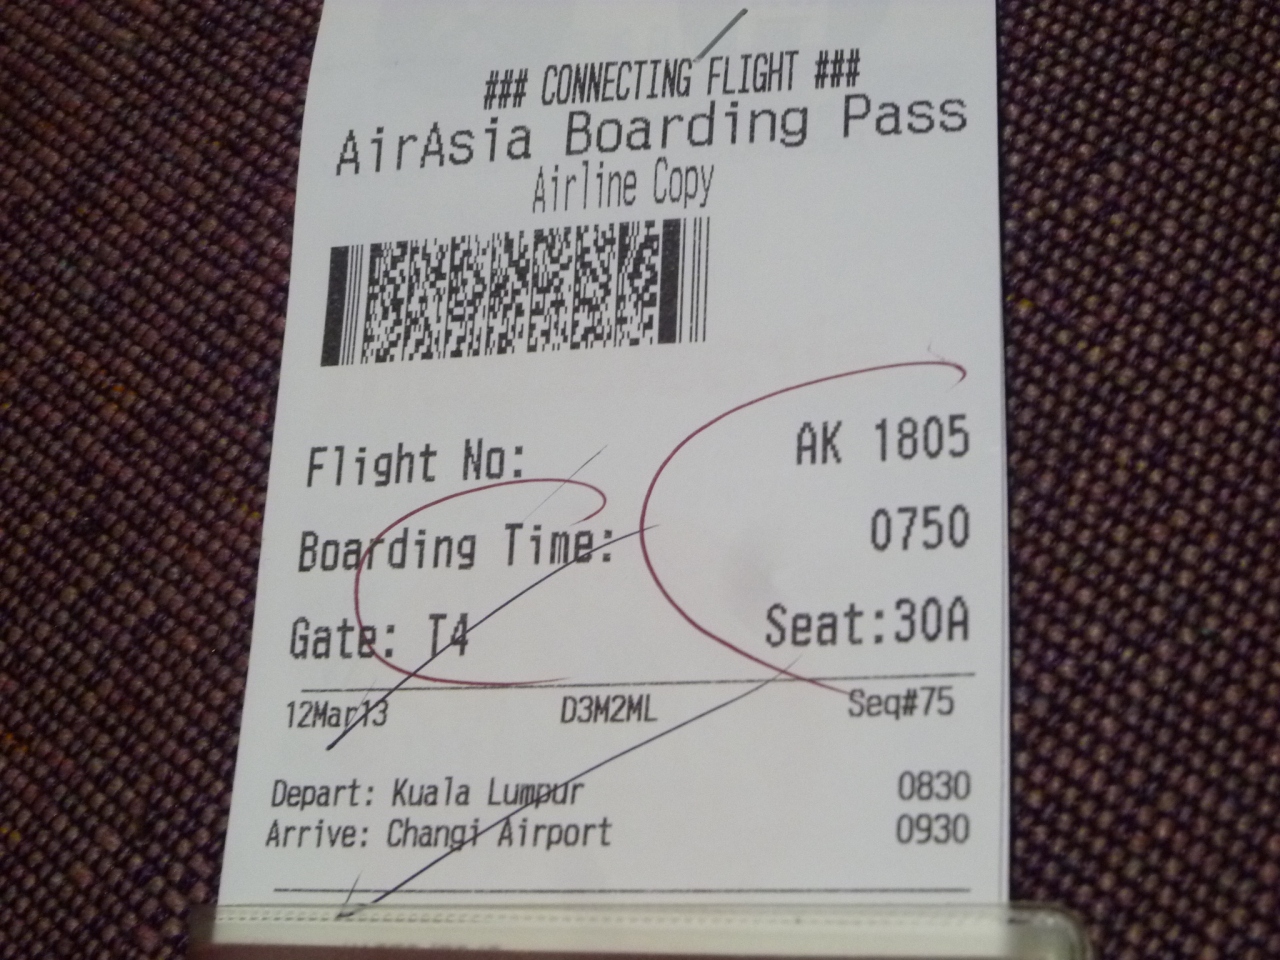 ### CONNECTING FLIGHT ###
AirAsia Boarding Pass
Airline Copy
Flight No: AK 1805
Boarding Time: 0750
Gate: T4 Seat:30A
12Mar13 D3M2ML Seq#75
Depart: Kuala Lumpur 0830
Arrive: Changi Airport 0930